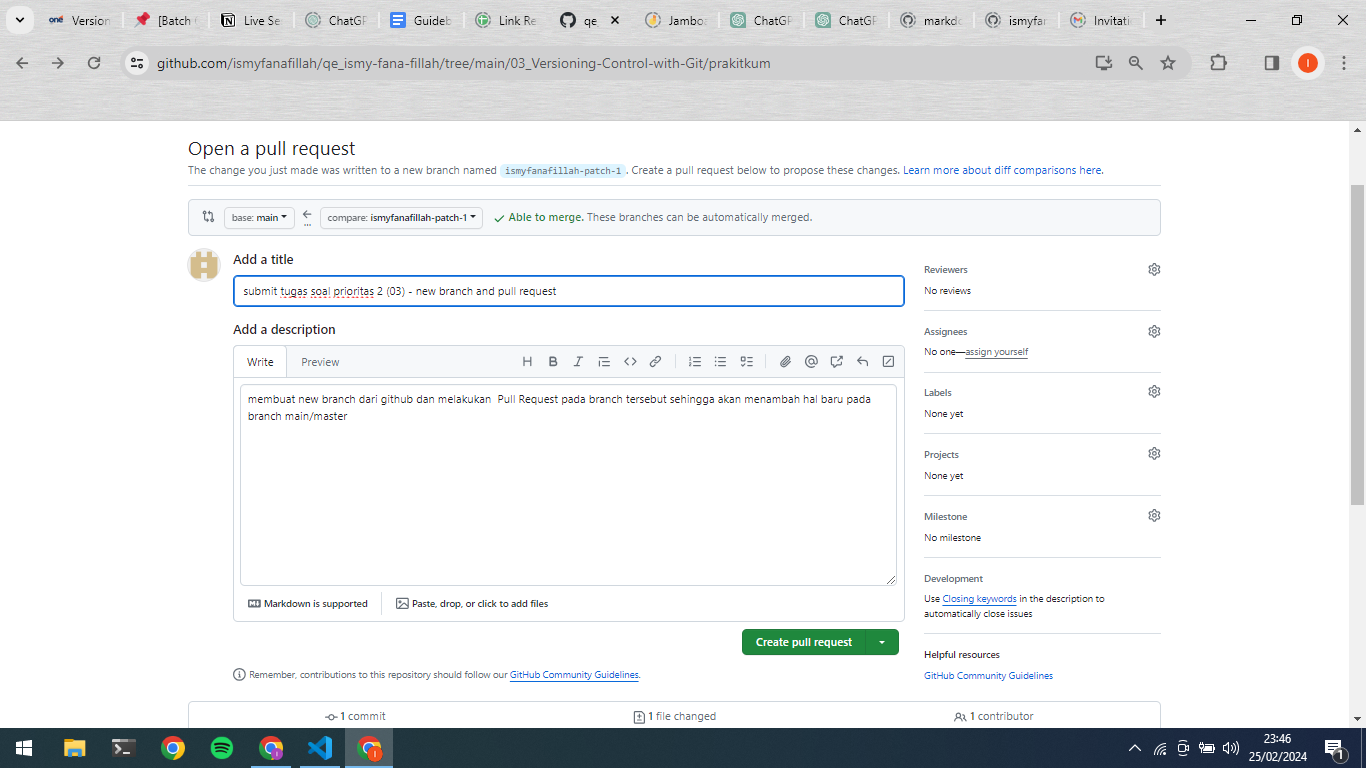 Version
[Batch
Live Se
ChatGP
Guideb
Link Re
qe
Jamboa
ChatGP
ChatGP
markdo
ismyfan
Invitati
github.com/ismyfanafillah/qe_ismy-fana-fillah/tree/main/03_Versioning-Control-with-Git/prakitkum
I
Open a pull request
The change you just made was written to a new branch named ismyfanafillah-patch-1. Create a pull request below to propose these changes. Learn more about diff comparisons here.
base: main
...
compare: ismyfanafillah-patch-1
Able to merge. These branches can be automatically merged.
Add a title
submit tugas soal prioritas 2 (03) - new branch and pull request
Add a description
Write
Preview
membuat new branch dari github dan melakukan  Pull Request pada branch tersebut sehingga akan menambah hal baru pada
branch main/master
Markdown is supported
Paste, drop, or click to add files
Create pull request
Remember, contributions to this repository should follow our GitHub Community Guidelines.
Reviewers
No reviews
Assignees
No one—assign yourself
Labels
None yet
Projects
None yet
Milestone
No milestone
Development
Use Closing keywords in the description to
automatically close issues
Helpful resources
GitHub Community Guidelines
1 commit
1 file changed
1 contributor
23:46
25/02/2024
1